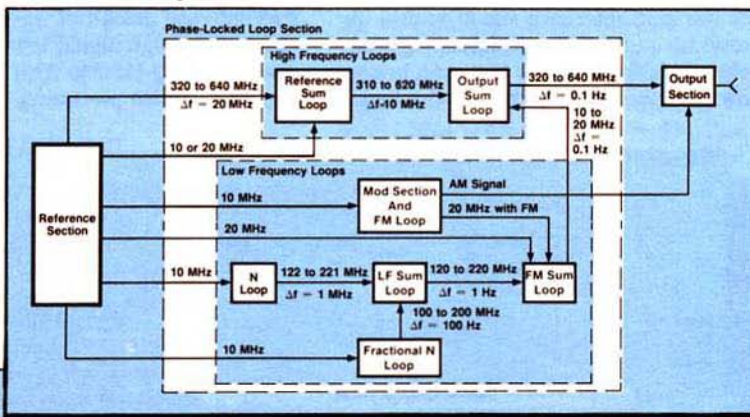 Phase-Locked Loop Section
High Frequency Loops
320 to 640 MHz
Δf = 20 MHz
Reference
Sum
Loop
310 to 620 MHz
Δf-10 MHz
Output
Sum
Loop
320 to 640 MHz
Δf = 0.1 Hz
Output
Section
10 to
20 MHz
Δf =
0.1 Hz
10 or 20 MHz
Low Frequency Loops
Reference
Section
10 MHz
Mod Section
And
FM Loop
AM Signal
20 MHz with FM
20 MHz
10 MHz
N
Loop
122 to 221 MHz
Δf = 1 MHz
LF Sum
Loop
120 to 220 MHz
Δf = 1 Hz
FM Sum
Loop
100 to 200 MHz
Δf = 100 Hz
10 MHz
Fractional N
Loop